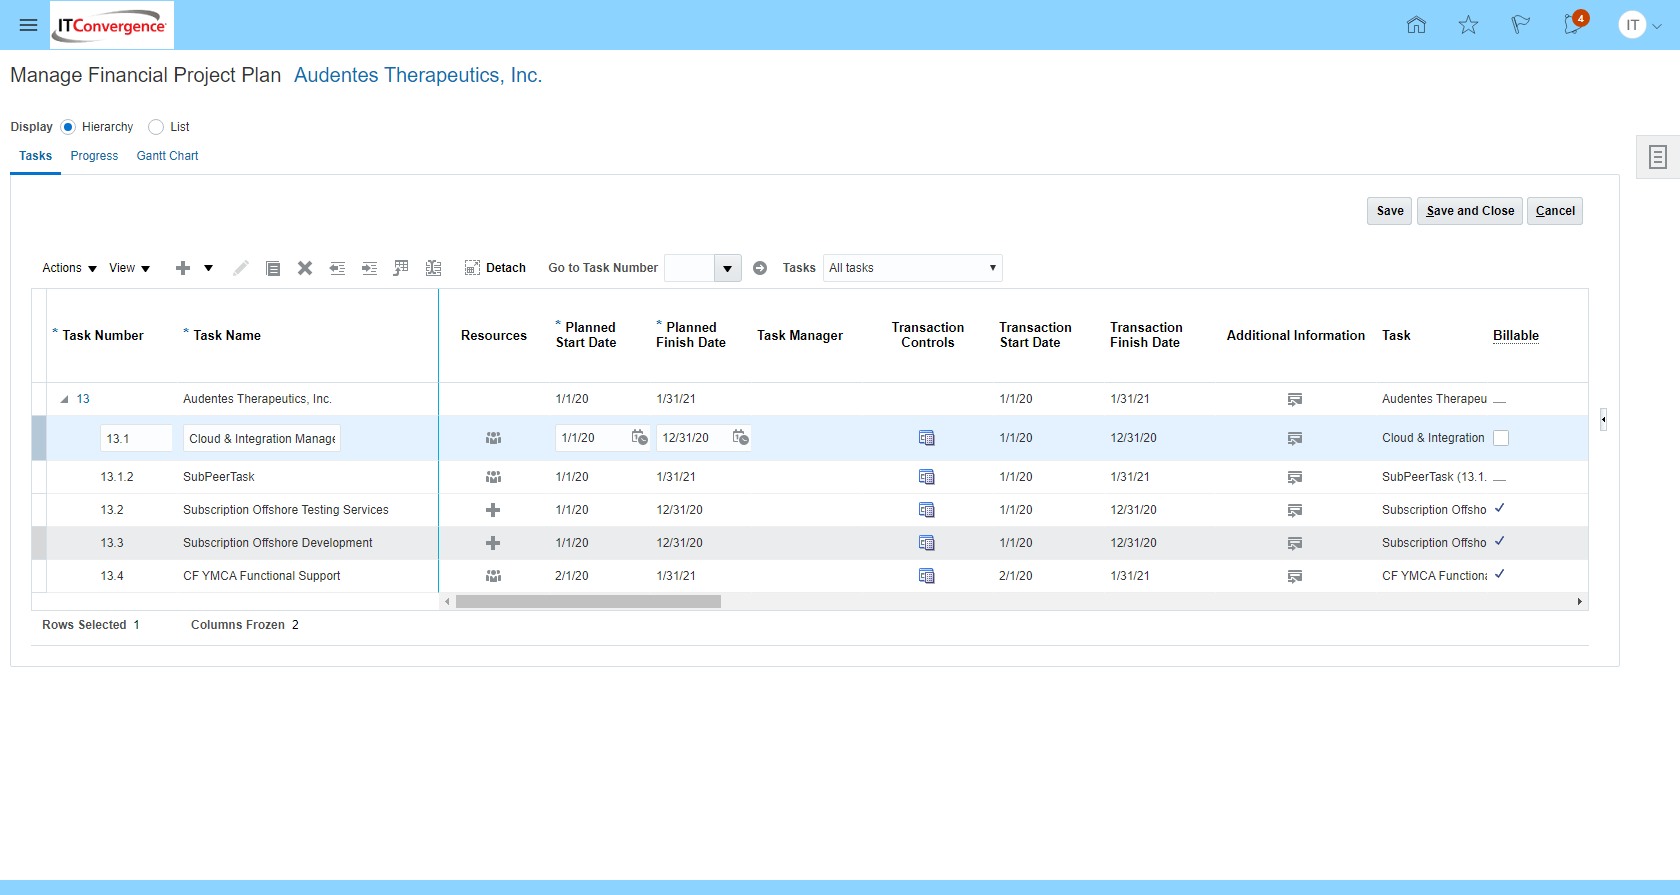 ITConvergence
4
IT
Manage Financial Project Plan Audentes Therapeutics, Inc.
Display Hierarchy List
Tasks Progress Gantt Chart
Save Save and Close Cancel
Actions View Detach Go to Task Number Tasks All tasks
* Task Number * Task Name Resources * Planned Start Date * Planned Finish Date Task Manager Transaction Controls Transaction Start Date Transaction Finish Date Additional Information Task Billable
13 Audentes Therapeutics, Inc. 1/1/20 1/31/21 1/1/20 1/31/21 Audentes Therapeu
13.1 Cloud & Integration Manage 1/1/20 12/31/20 1/1/20 12/31/20 Cloud & Integration
13.1.2 SubPeerTask 1/1/20 1/31/21 1/1/20 1/31/21 SubPeerTask (13.1.
13.2 Subscription Offshore Testing Services 1/1/20 12/31/20 1/1/20 12/31/20 Subscription Offsho
13.3 Subscription Offshore Development 1/1/20 12/31/20 1/1/20 12/31/20 Subscription Offsho
13.4 CF YMCA Functional Support 2/1/20 1/31/21 2/1/20 1/31/21 CF YMCA Functiona
Rows Selected 1 Columns Frozen 2